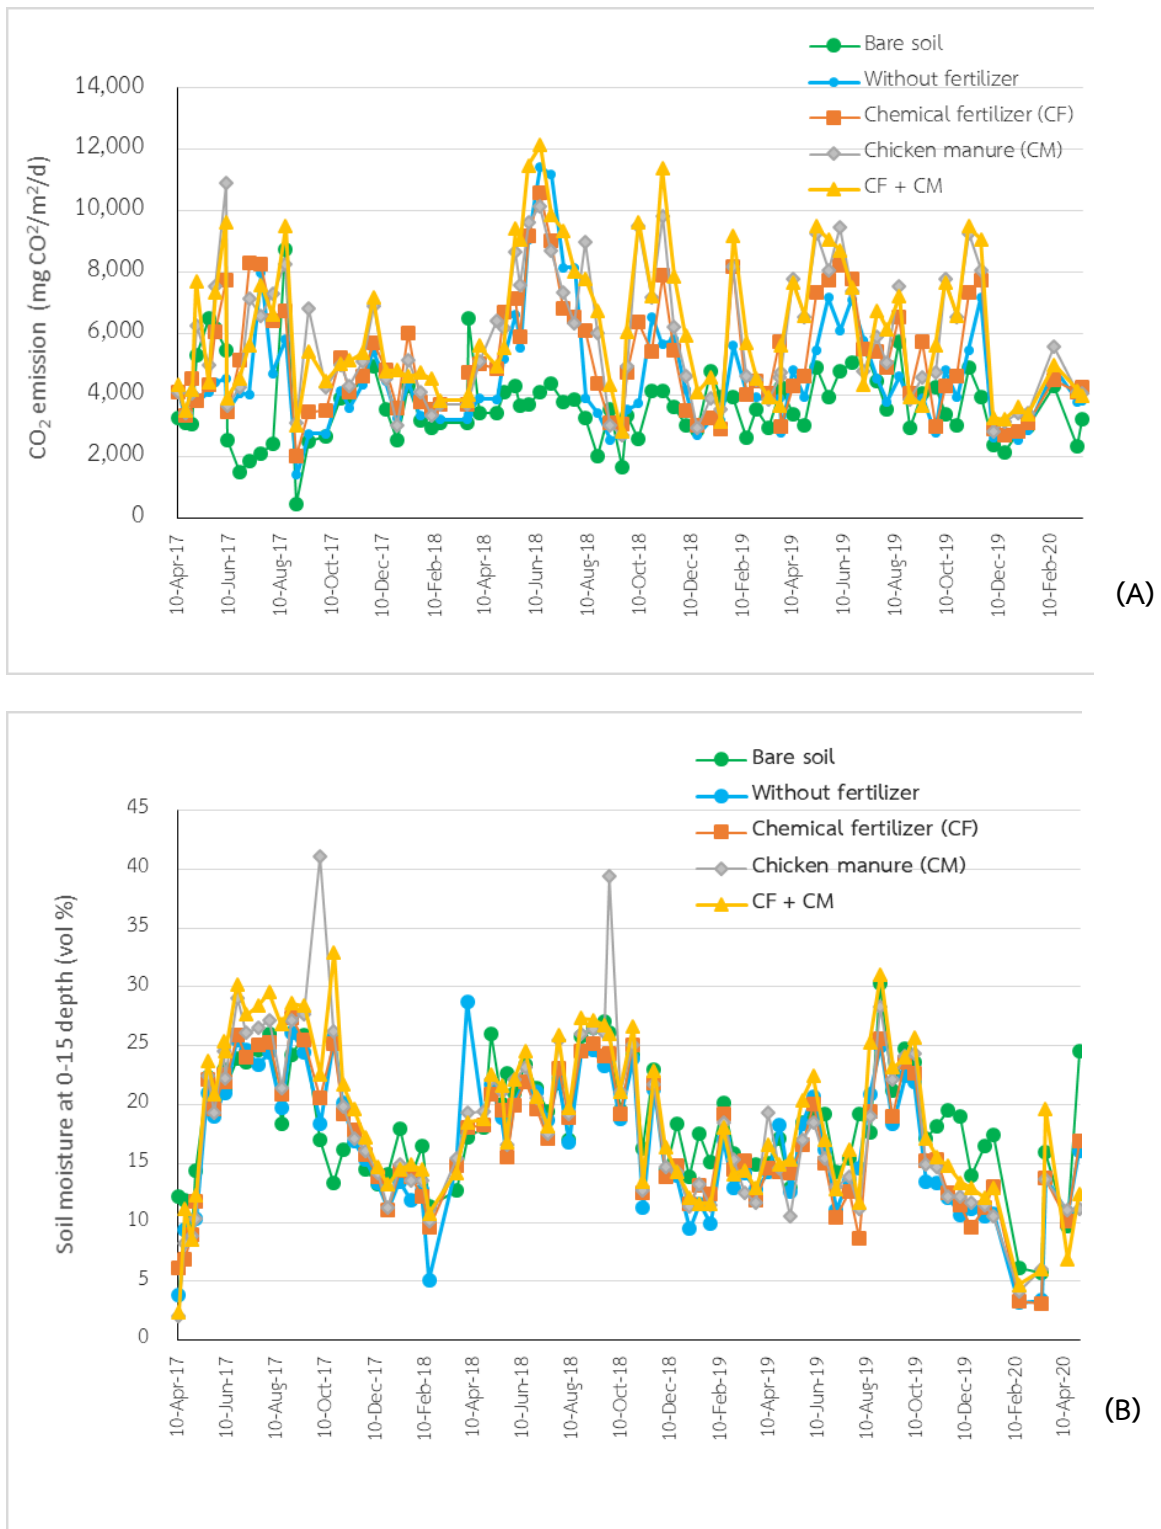 Bare soil
Without fertilizer
Chemical fertilizer (CF)
Chicken manure (CM)
CF + CM
14,000
12,000
10,000
8,000
6,000
4,000
2,000
0
CO₂ emission (mg CO²/m²/d)
10-Apr-17
10-Jun-17
10-Aug-17
10-Oct-17
10-Dec-17
10-Feb-18
10-Apr-18
10-Jun-18
10-Aug-18
10-Oct-18
10-Dec-18
10-Feb-19
10-Apr-19
10-Jun-19
10-Aug-19
10-Oct-19
10-Dec-19
10-Feb-20
(A)
Bare soil
Without fertilizer
Chemical fertilizer (CF)
Chicken manure (CM)
CF + CM
45
40
35
30
25
20
15
10
5
0
Soil moisture at 0-15 depth (vol %)
10-Apr-17
10-Jun-17
10-Aug-17
10-Oct-17
10-Dec-17
10-Feb-18
10-Apr-18
10-Jun-18
10-Aug-18
10-Oct-18
10-Dec-18
10-Feb-19
10-Apr-19
10-Jun-19
10-Aug-19
10-Oct-19
10-Dec-19
10-Feb-20
10-Apr-20
(B)